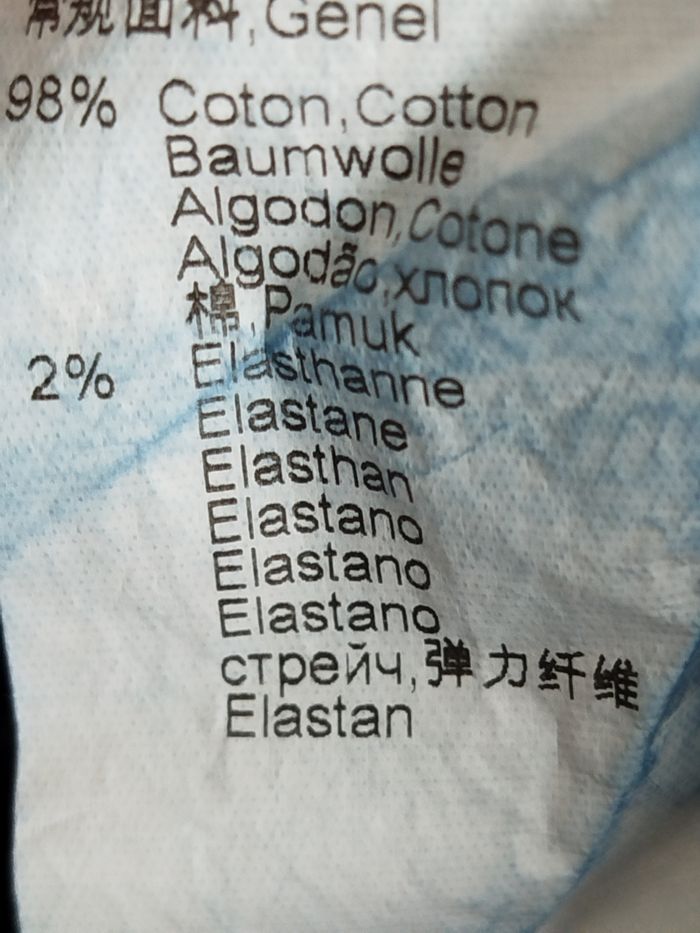 常规面料,Genel
98% Coton,Cotton
Baumwolle
Algodon,Cotone
Algodão,хлопок
棉,Pamuk
2% Elasthanne
Elastane
Elasthan
Elastano
Elastano
Elastano
стрейч,弹力纤维
Elastan